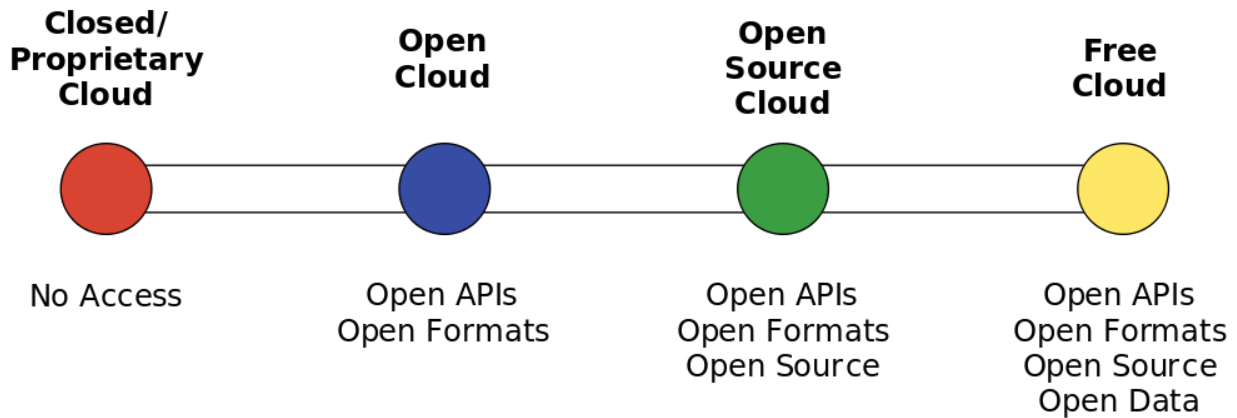 Closed/
Proprietary
Cloud
Open
Cloud
Open
Source
Cloud
Free
Cloud
No Access
Open APIs
Open Formats
Open APIs
Open Formats
Open Source
Open APIs
Open Formats
Open Source
Open Data